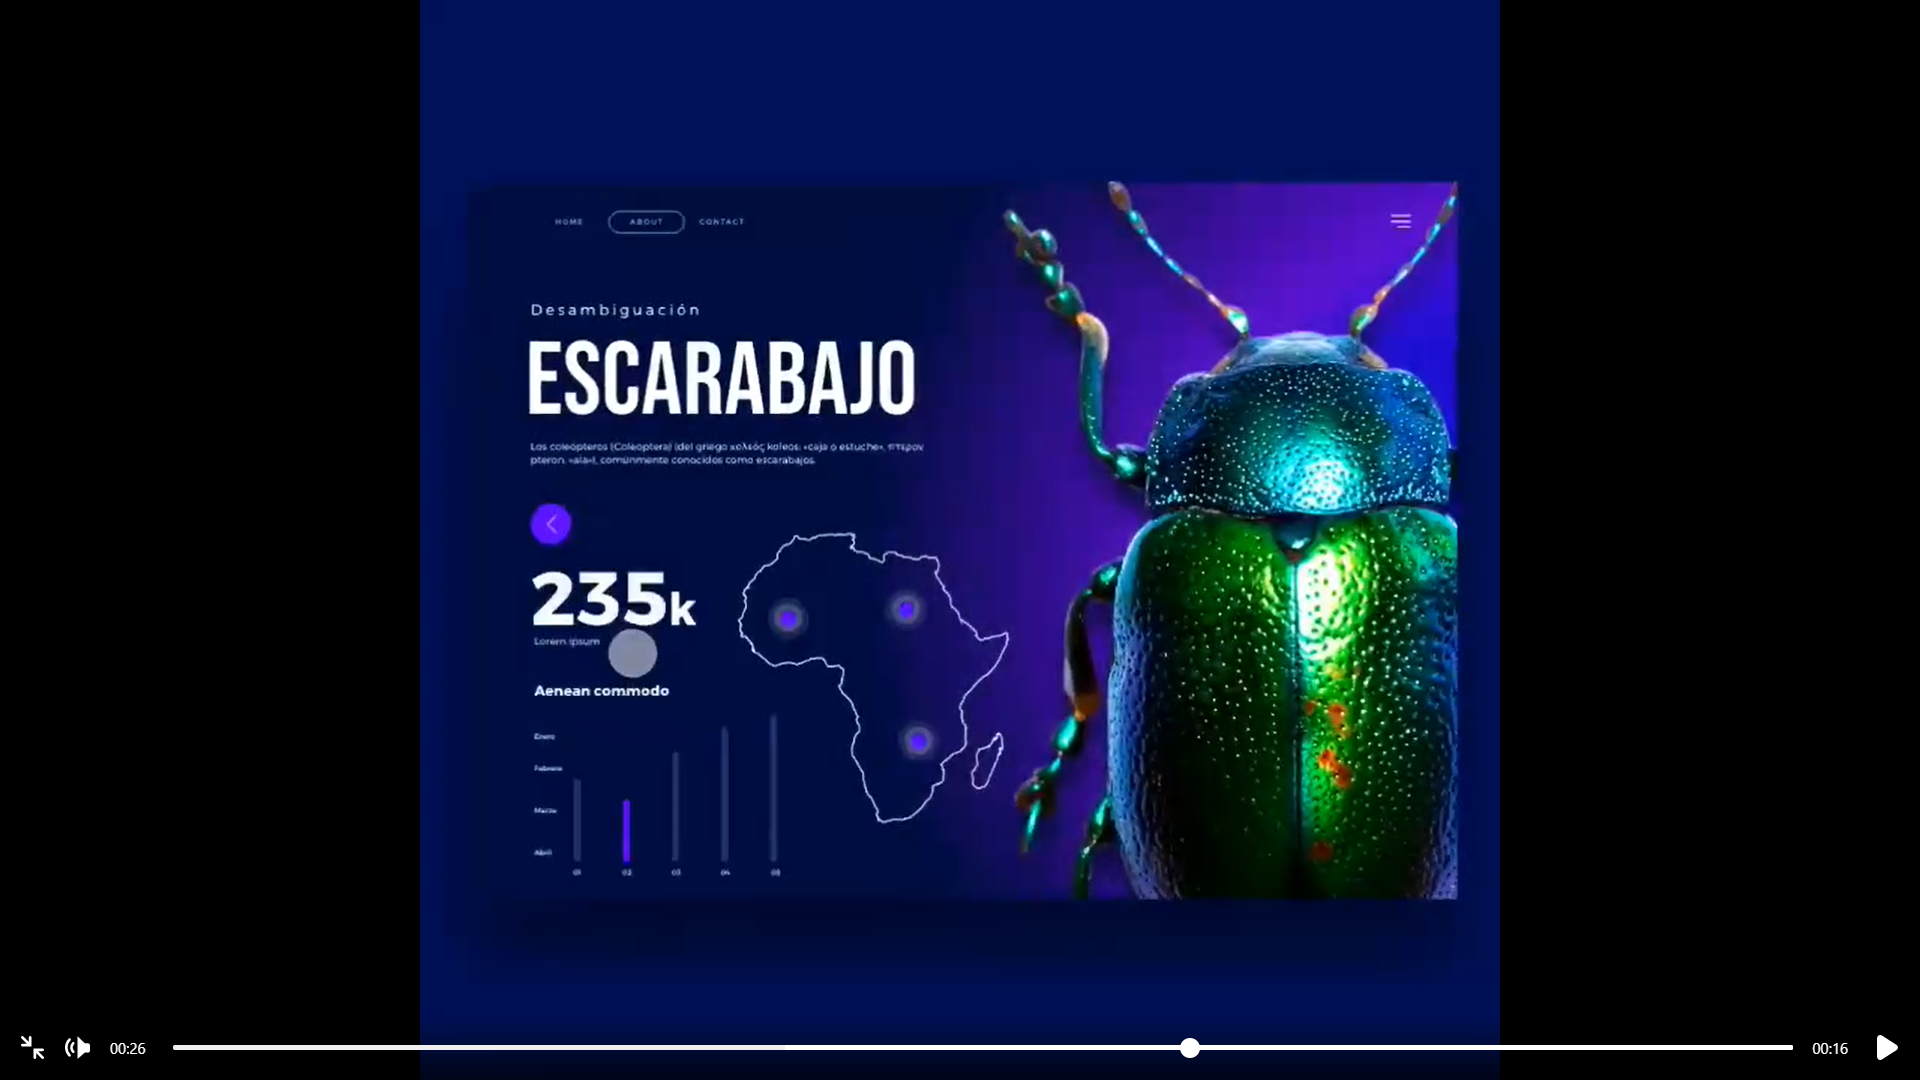 HOME ABOUT CONTACT
Desambiguación
ESCARABAJO
Los coleópteros (Coleoptera) (del griego κολεός koleos: «caja o estuche», πτερον
pteron, «ala»), comúnmente conocidos como escarabajos.
235k
Lorem ipsum
Aenean commodo
Enero
Febrero
Marzo
Abril
01 02 03 04 05
00:26 00:16